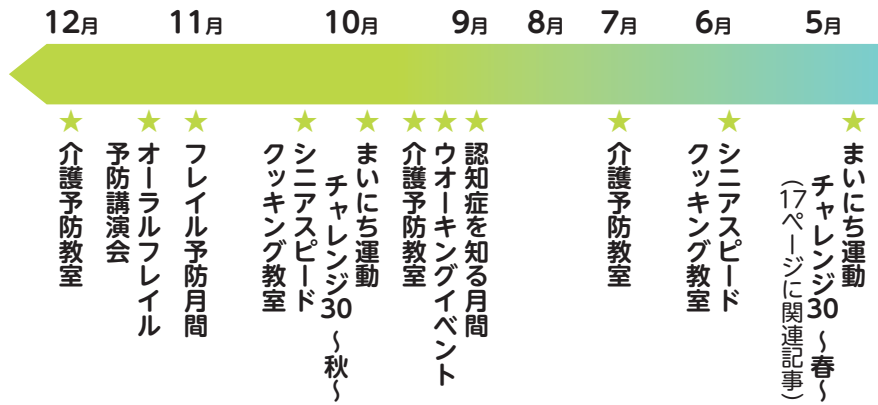 5月
6月
7月
8月
9月
10月
11月
12月
★
まいにち運動
チャレンジ30 〜春〜
（17ページに関連記事）
★
シニアスピード
クッキング教室
★
介護予防教室
★
認知症を知る月間
★
ウオーキングイベント
★
介護予防教室
★
まいにち運動
チャレンジ30 〜秋〜
★
シニアスピード
クッキング教室
★
フレイル予防月間
★
オーラルフレイル
予防講演会
★
介護予防教室